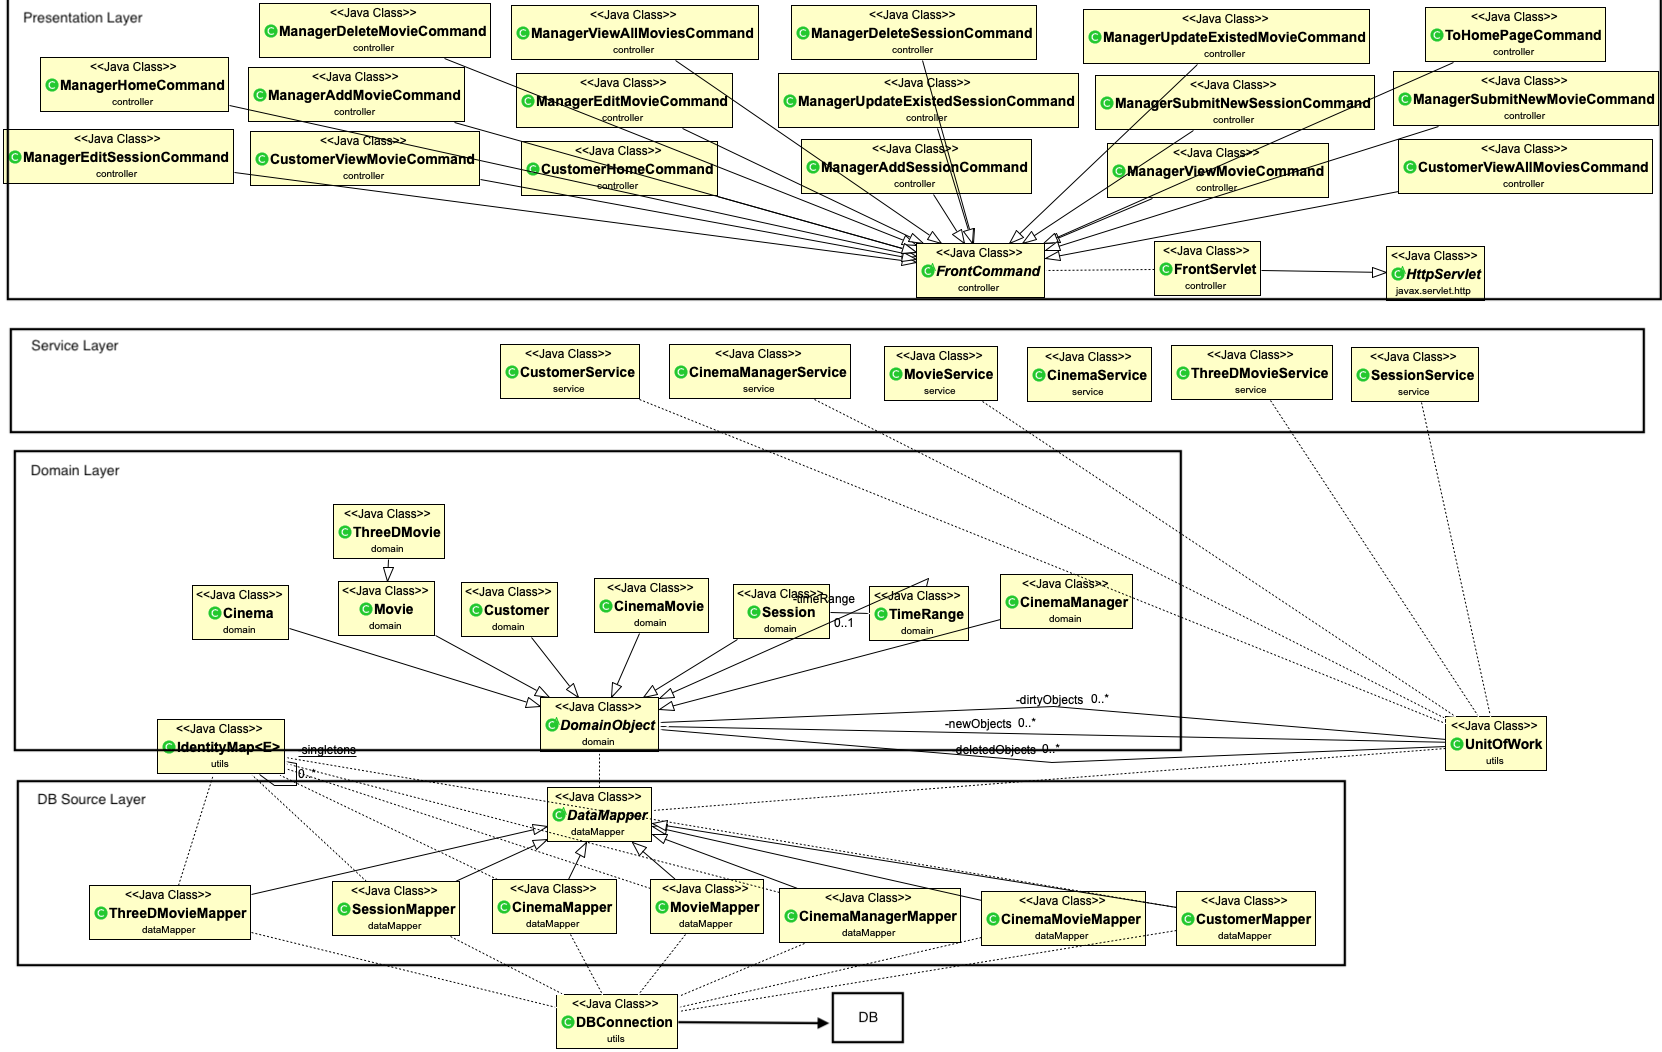 Presentation Layer
<<Java Class>>
ManagerDeleteMovieCommand
controller
<<Java Class>>
ManagerViewAllMoviesCommand
controller
<<Java Class>>
ManagerDeleteSessionCommand
controller
<<Java Class>>
ManagerUpdateExistedMovieCommand
controller
<<Java Class>>
ToHomePageCommand
controller
<<Java Class>>
ManagerHomeCommand
controller
<<Java Class>>
ManagerAddMovieCommand
controller
<<Java Class>>
ManagerEditMovieCommand
controller
<<Java Class>>
ManagerUpdateExistedSessionCommand
controller
<<Java Class>>
ManagerSubmitNewSessionCommand
controller
<<Java Class>>
ManagerSubmitNewMovieCommand
controller
<<Java Class>>
ManagerEditSessionCommand
controller
<<Java Class>>
CustomerViewMovieCommand
controller
<<Java Class>>
CustomerHomeCommand
controller
<<Java Class>>
ManagerAddSessionCommand
controller
<<Java Class>>
ManagerViewMovieCommand
controller
<<Java Class>>
CustomerViewAllMoviesCommand
controller
<<Java Class>>
FrontCommand
controller
<<Java Class>>
FrontServlet
controller
<<Java Class>>
HttpServlet
javax.servlet.http
Service Layer
<<Java Class>>
CustomerService
service
<<Java Class>>
CinemaManagerService
service
<<Java Class>>
MovieService
service
<<Java Class>>
CinemaService
service
<<Java Class>>
ThreeDMovieService
service
<<Java Class>>
SessionService
service
Domain Layer
<<Java Class>>
ThreeDMovie
domain
<<Java Class>>
Cinema
domain
<<Java Class>>
Movie
domain
<<Java Class>>
Customer
domain
<<Java Class>>
CinemaMovie
domain
<<Java Class>>
Session
domain
-timeRange
0..1
<<Java Class>>
TimeRange
domain
<<Java Class>>
CinemaManager
domain
<<Java Class>>
DomainObject
domain
-dirtyObjects 0..*
-newObjects 0..*
-deletedObjects 0..*
<<Java Class>>
UnitOfWork
utils
<<Java Class>>
IdentityMap<E>
utils
-singletons
0..*
DB Source Layer
<<Java Class>>
DataMapper
dataMapper
<<Java Class>>
ThreeDMovieMapper
dataMapper
<<Java Class>>
SessionMapper
dataMapper
<<Java Class>>
CinemaMapper
dataMapper
<<Java Class>>
MovieMapper
dataMapper
<<Java Class>>
CinemaManagerMapper
dataMapper
<<Java Class>>
CinemaMovieMapper
dataMapper
<<Java Class>>
CustomerMapper
dataMapper
<<Java Class>>
DBConnection
utils
DB